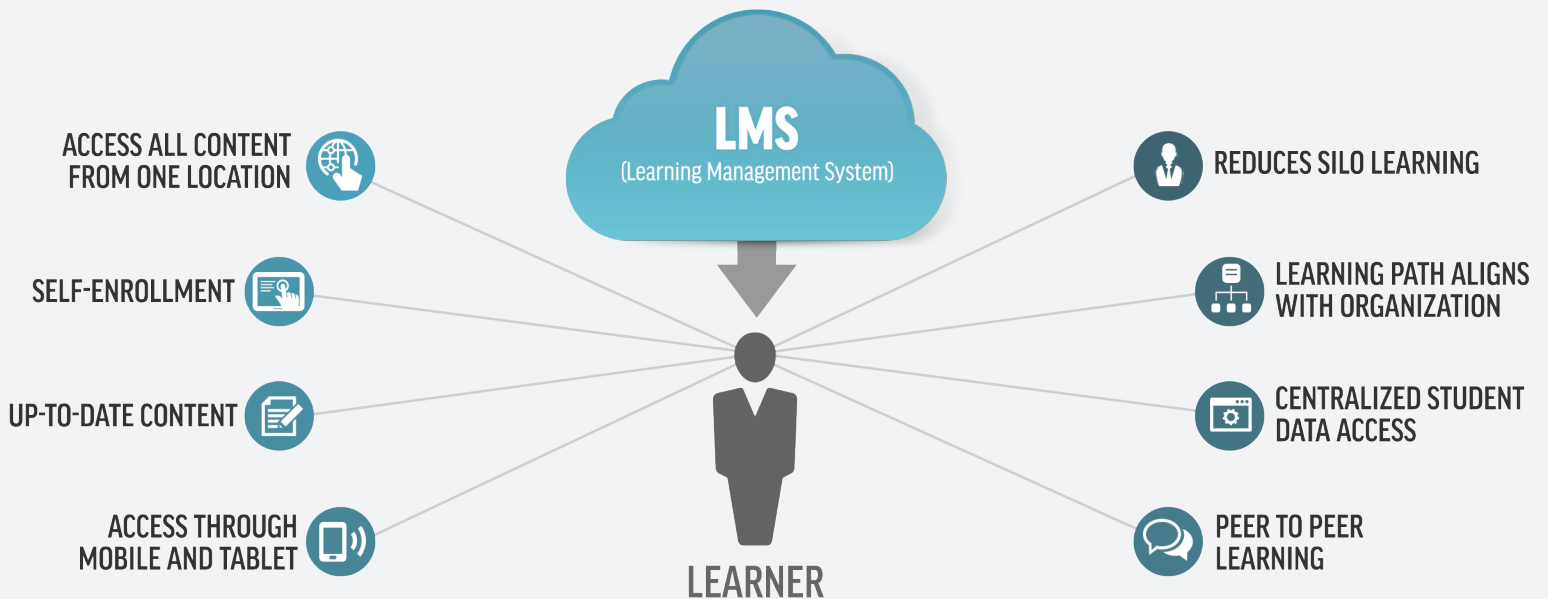 LMS
(Learning Management System)
ACCESS ALL CONTENT
FROM ONE LOCATION
SELF-ENROLLMENT
UP-TO-DATE CONTENT
ACCESS THROUGH
MOBILE AND TABLET
REDUCES SILO LEARNING
LEARNING PATH ALIGNS
WITH ORGANIZATION
CENTRALIZED STUDENT
DATA ACCESS
PEER TO PEER
LEARNING
LEARNER